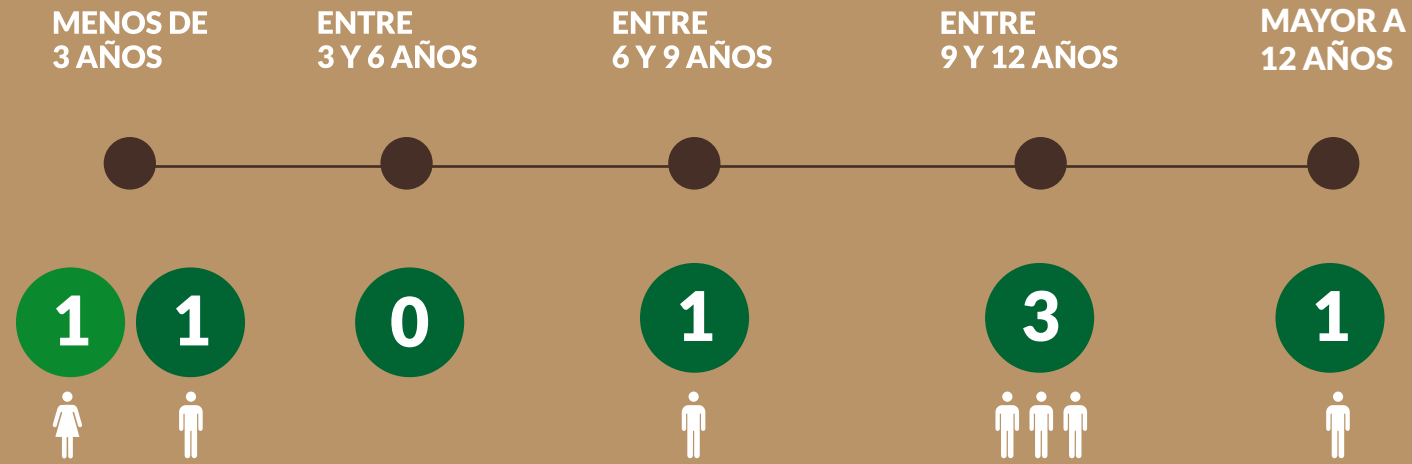 MENOS DE
3 AÑOS
ENTRE
3 Y 6 AÑOS
ENTRE
6 Y 9 AÑOS
ENTRE
9 Y 12 AÑOS
MAYOR A
12 AÑOS
1
1
0
1
3
1